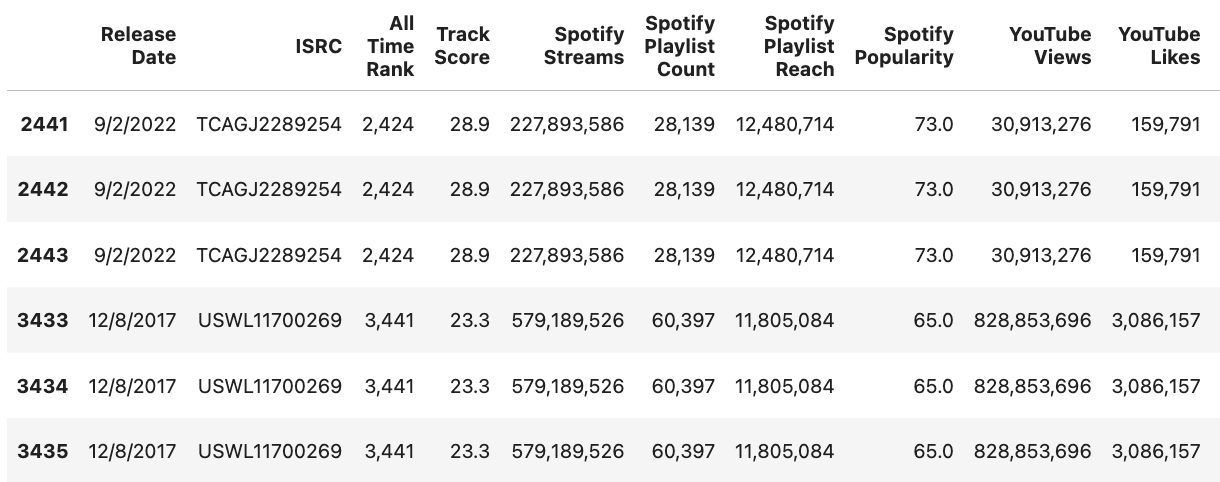 Release Date ISRC All Time Rank Track Score Spotify Streams Spotify Playlist Count Spotify Playlist Reach Spotify Popularity YouTube Views YouTube Likes
2441 9/2/2022 TCAGJ2289254 2,424 28.9 227,893,586 28,139 12,480,714 73.0 30,913,276 159,791
2442 9/2/2022 TCAGJ2289254 2,424 28.9 227,893,586 28,139 12,480,714 73.0 30,913,276 159,791
2443 9/2/2022 TCAGJ2289254 2,424 28.9 227,893,586 28,139 12,480,714 73.0 30,913,276 159,791
3433 12/8/2017 USWL11700269 3,441 23.3 579,189,526 60,397 11,805,084 65.0 828,853,696 3,086,157
3434 12/8/2017 USWL11700269 3,441 23.3 579,189,526 60,397 11,805,084 65.0 828,853,696 3,086,157
3435 12/8/2017 USWL11700269 3,441 23.3 579,189,526 60,397 11,805,084 65.0 828,853,696 3,086,157